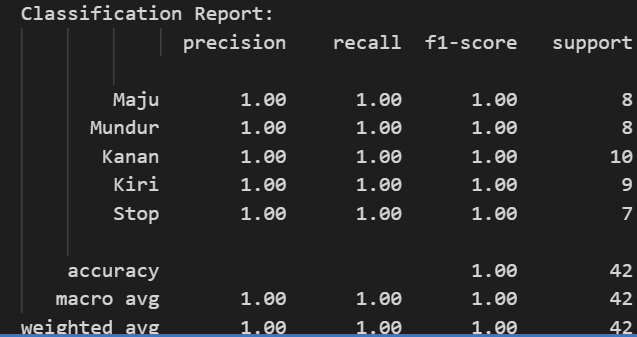 Classification Report:
precision recall f1-score support
Maju 1.00 1.00 1.00 8
Mundur 1.00 1.00 1.00 8
Kanan 1.00 1.00 1.00 10
Kiri 1.00 1.00 1.00 9
Stop 1.00 1.00 1.00 7
accuracy 1.00 42
macro avg 1.00 1.00 1.00 42
weighted avg 1.00 1.00 1.00 42